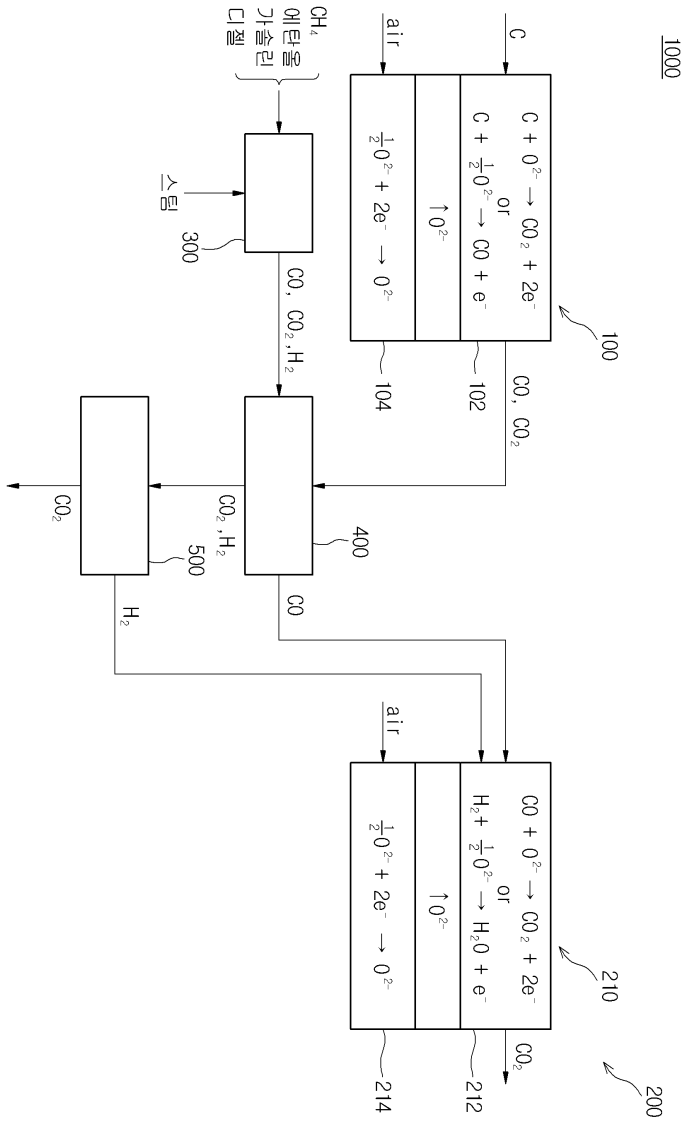 1000
C
air
C + O²⁻ → CO₂ + 2e⁻
or
C + ½O²⁻ → CO + e⁻
↑O²⁻
½O²⁻ + 2e⁻ → O²⁻
100
102
104
CO, CO₂
CH₄
에탄올
가솔린
디젤
스팀
300
CO, CO₂,H₂
400
CO
CO₂,H₂
500
H₂
CO₂
200
210
air
CO + O²⁻ → CO₂ + 2e⁻
or
H₂+ ½O²⁻ → H₂O + e⁻
↑O²⁻
½O²⁻ + 2e⁻ → O²⁻
CO₂
212
214